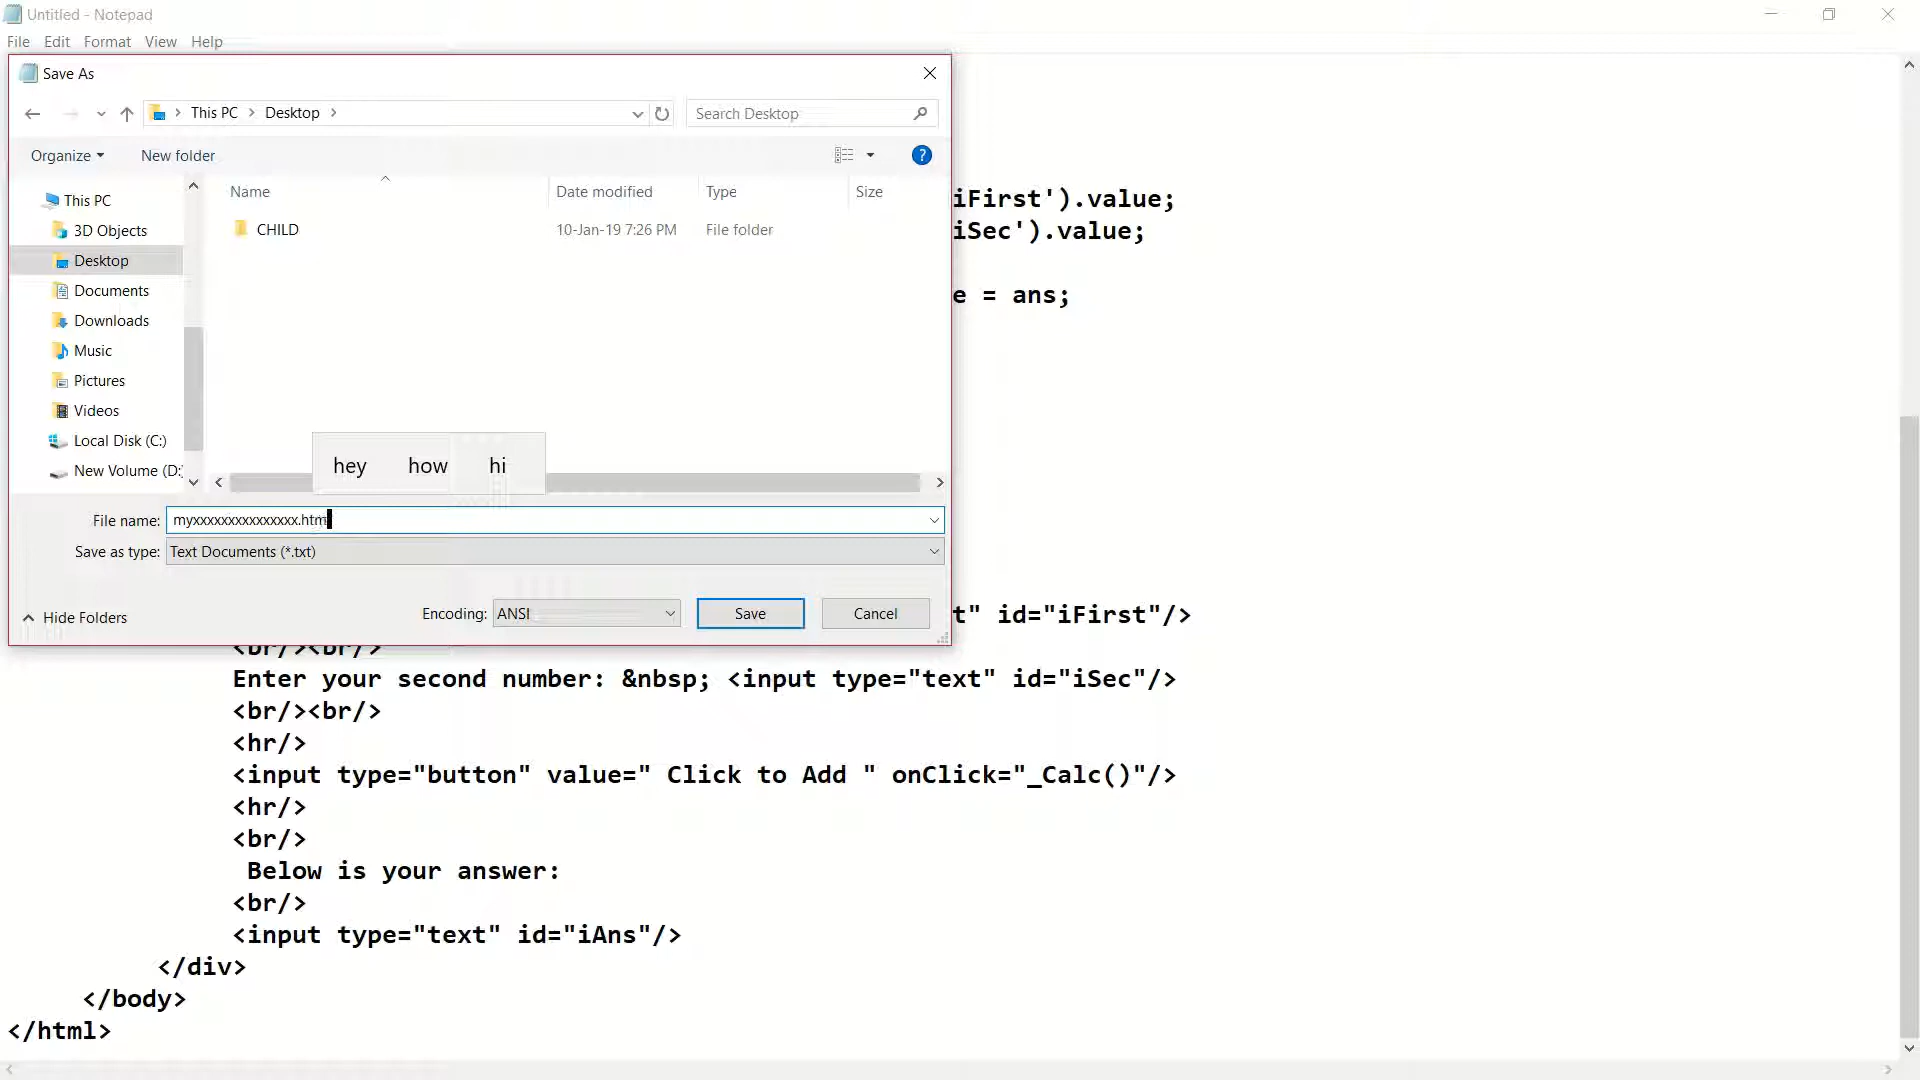 Untitled - Notepad
File Edit Format View Help
Save As
This PC > Desktop >
Search Desktop
Organize
New folder
?
Name Date modified Type Size
CHILD 10-Jan-19 7:26 PM File folder
This PC
3D Objects
Desktop
Documents
Downloads
Music
Pictures
Videos
Local Disk (C:)
New Volume (D:
hey how hi
File name:
Save as type: Text Documents (*.txt)
Hide Folders
Encoding: ANSI
Save
Cancel
iFirst').value;
iSec').value;
e = ans;
t" id="iFirst"/>
<br/><br/>
Enter your second number: &nbsp; <input type="text" id="iSec"/>
<br/><br/>
<hr/>
<input type="button" value=" Click to Add " onClick="_Calc()"/>
<hr/>
<br/>
Below is your answer:
<br/>
<input type="text" id="iAns"/>
</div>
</body>
</html>